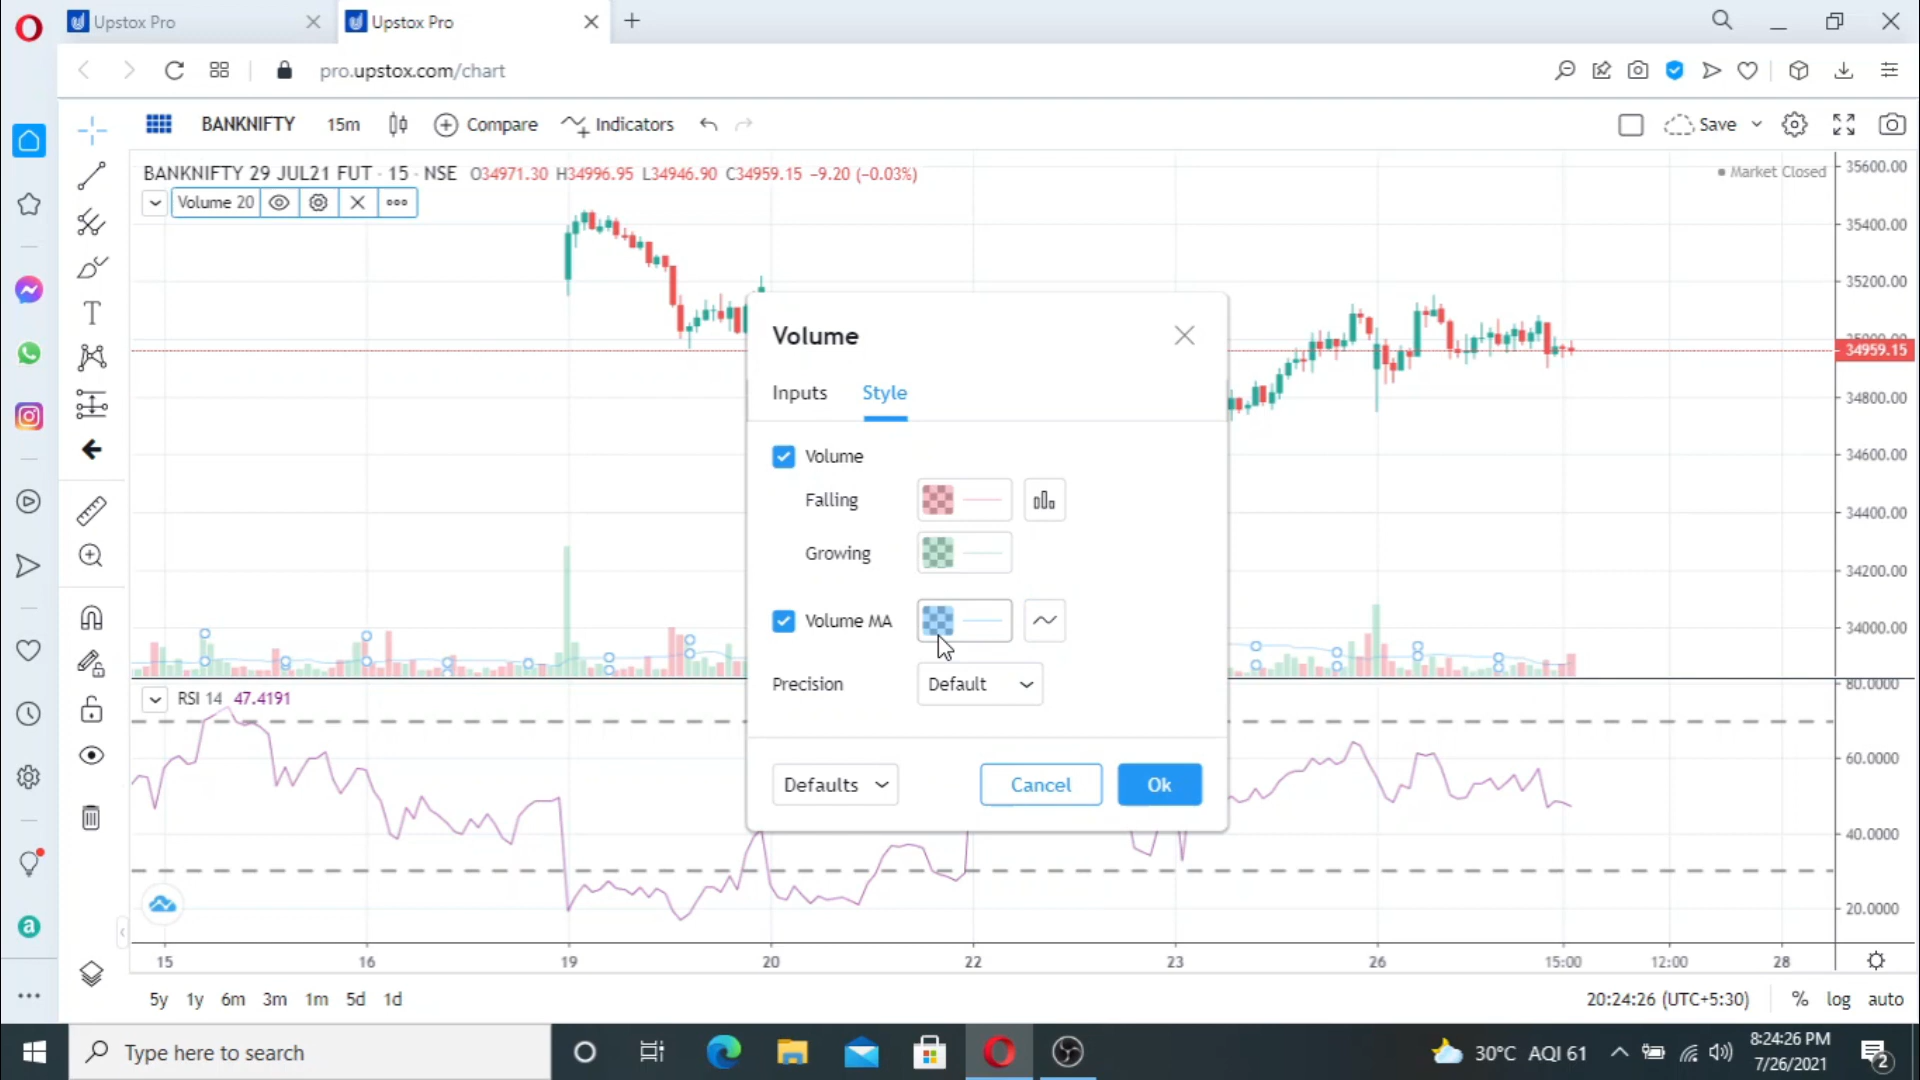 Upstox Pro
Upstox Pro
pro.upstox.com/chart
BANKNIFTY 15m Compare Indicators Save
BANKNIFTY 29 JUL21 FUT · 15 · NSE O34971.30 H34996.95 L34946.90 C34959.15 −9.20 (−0.03%)
Market Closed
Volume 20
35600.00
35400.00
35200.00
35000.00
34959.15
34800.00
34600.00
34400.00
34200.00
34000.00
Volume
Inputs Style
Volume
Falling
Growing
Volume MA
Precision Default
Defaults Cancel Ok
RSI 14 47.4191
80.0000
60.0000
40.0000
20.0000
15 16 19 20 22 23 26 15:00 12:00 28
5y 1y 6m 3m 1m 5d 1d
20:24:26 (UTC+5:30) % log auto
Type here to search
30°C AQI 61
8:24:26 PM
7/26/2021
2